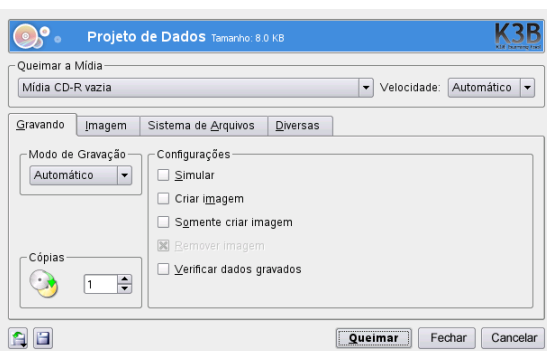 Projeto de Dados Tamanho: 8.0 KB
K3B
Queimar a Mídia
Mídia CD-R vazia
Velocidade: Automático
Gravando Imagem Sistema de Arquivos Diversas
Modo de Gravação
Automático
Configurações
Simular
Criar imagem
Somente criar imagem
Remover imagem
Verificar dados gravados
Cópias
1
Queimar Fechar Cancelar